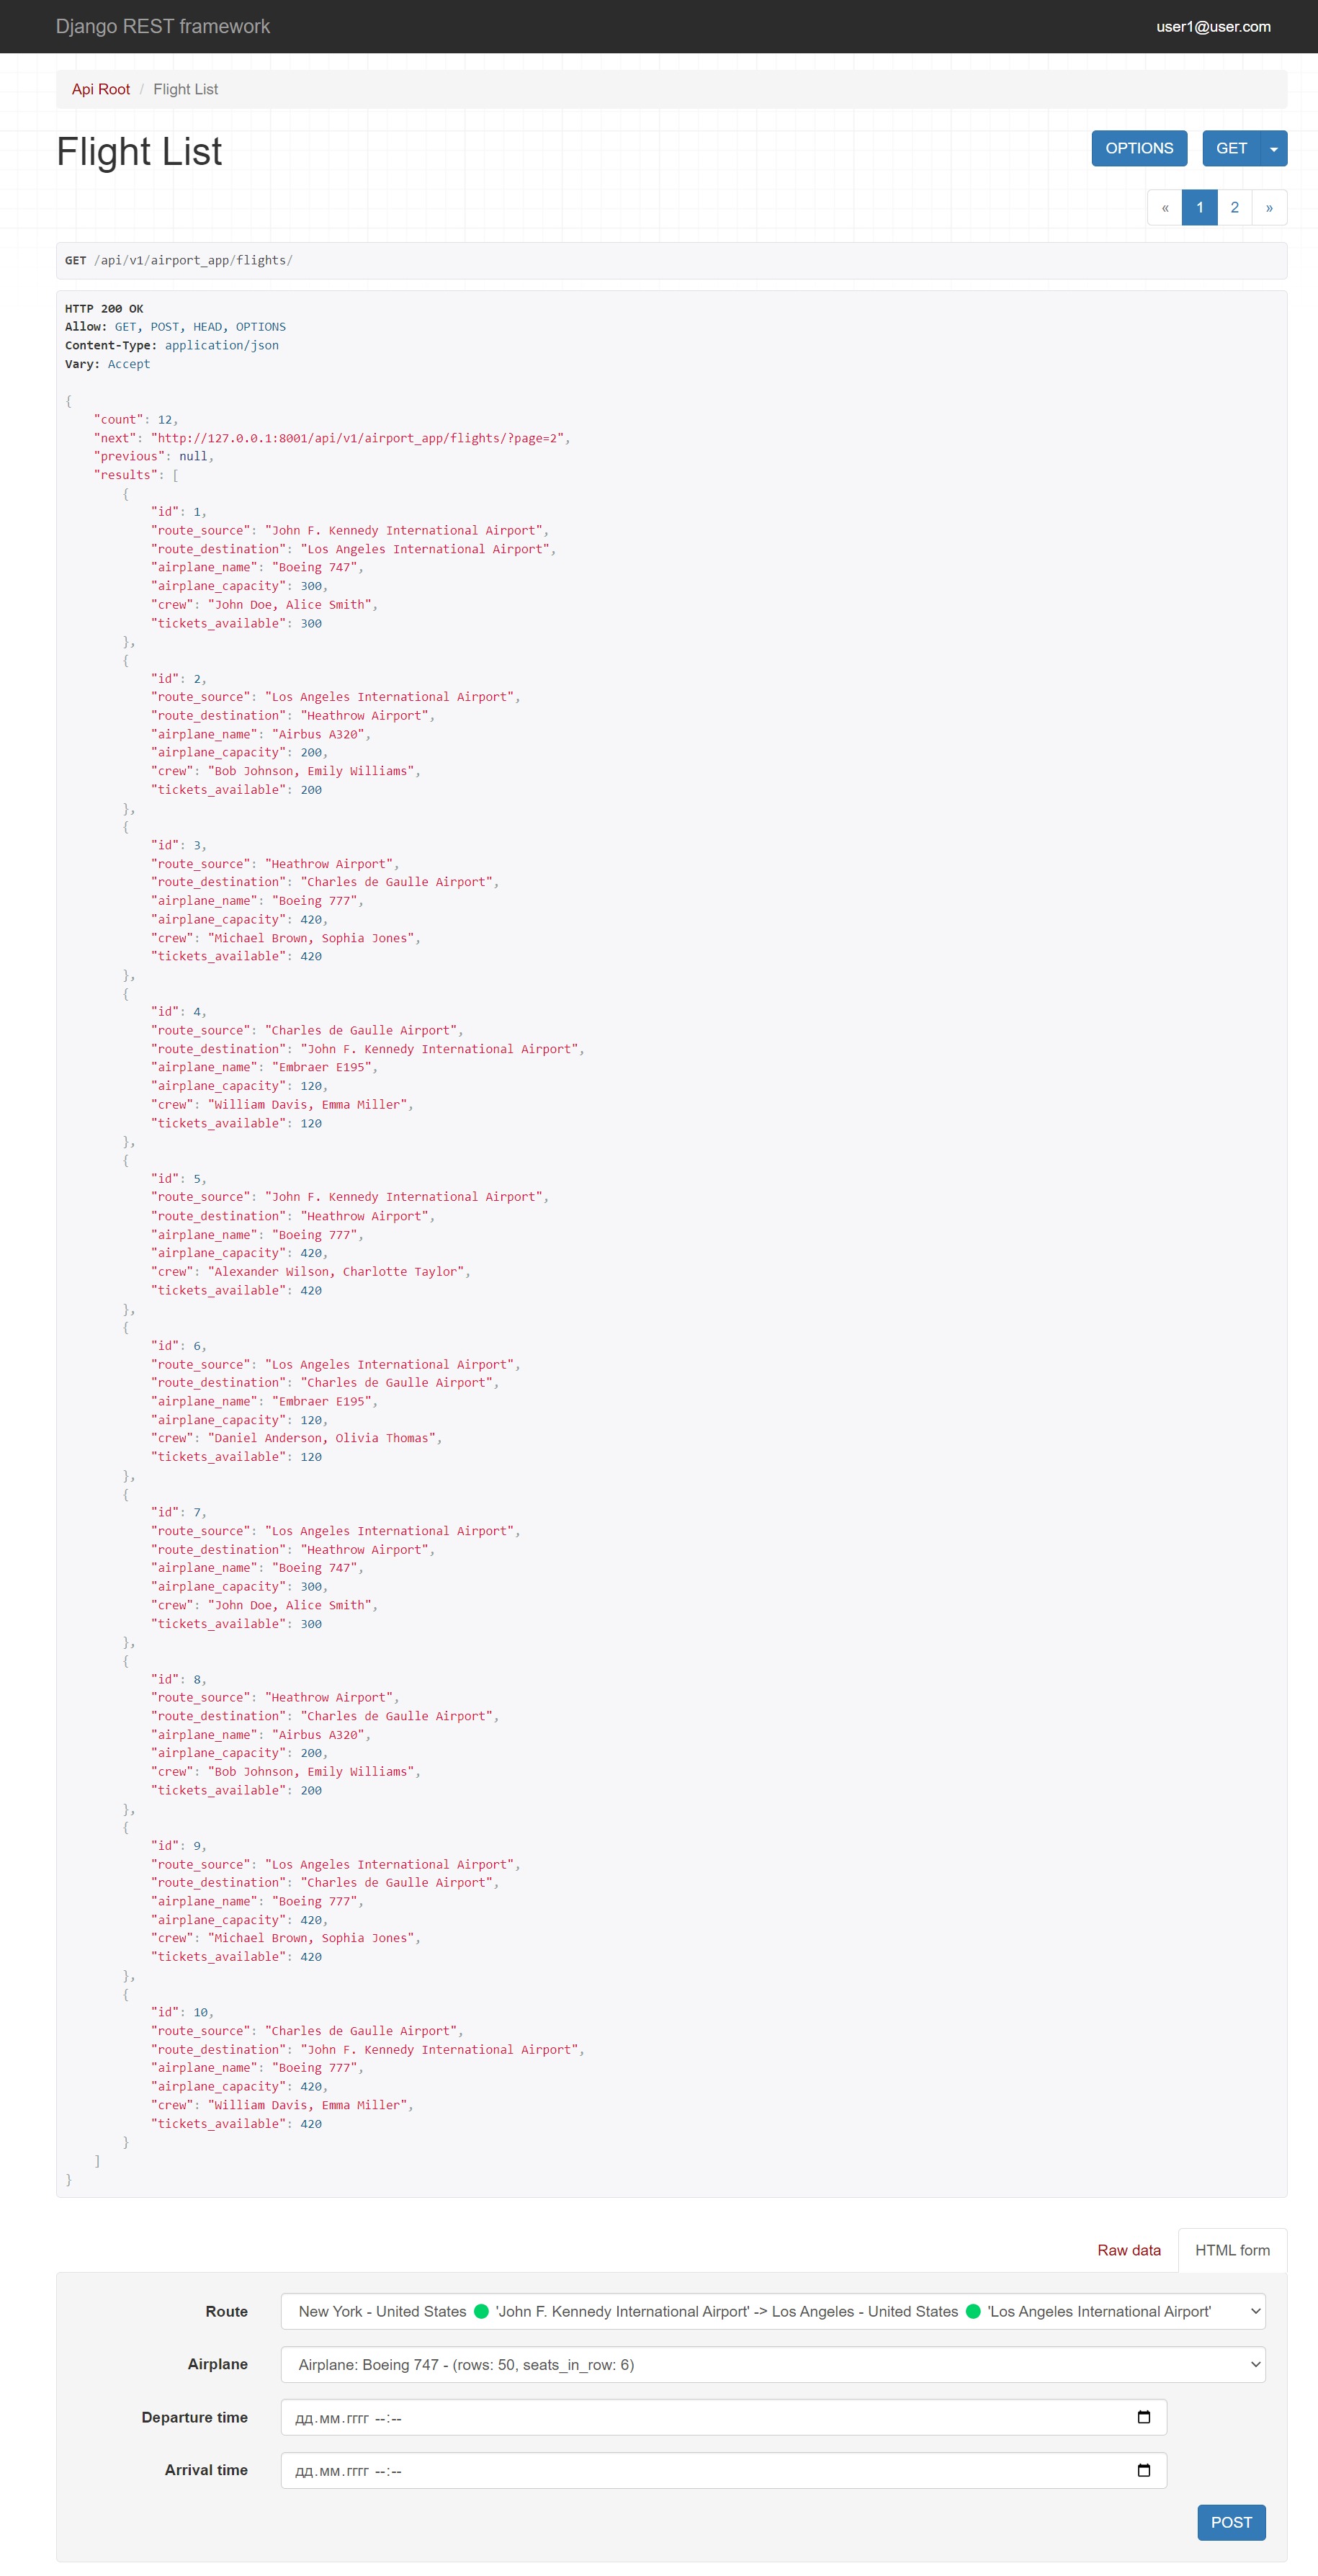 Django REST framework
user1@user.com
Api Root / Flight List
Flight List
OPTIONS
GET
« 1 2 »
GET /api/v1/airport_app/flights/
HTTP 200 OK
Allow: GET, POST, HEAD, OPTIONS
Content-Type: application/json
Vary: Accept
{
    "count": 12,
    "next": "http://127.0.0.1:8001/api/v1/airport_app/flights/?page=2",
    "previous": null,
    "results": [
        {
            "id": 1,
            "route_source": "John F. Kennedy International Airport",
            "route_destination": "Los Angeles International Airport",
            "airplane_name": "Boeing 747",
            "airplane_capacity": 300,
            "crew": "John Doe, Alice Smith",
            "tickets_available": 300
        },
        {
            "id": 2,
            "route_source": "Los Angeles International Airport",
            "route_destination": "Heathrow Airport",
            "airplane_name": "Airbus A320",
            "airplane_capacity": 200,
            "crew": "Bob Johnson, Emily Williams",
            "tickets_available": 200
        },
        {
            "id": 3,
            "route_source": "Heathrow Airport",
            "route_destination": "Charles de Gaulle Airport",
            "airplane_name": "Boeing 777",
            "airplane_capacity": 420,
            "crew": "Michael Brown, Sophia Jones",
            "tickets_available": 420
        },
        {
            "id": 4,
            "route_source": "Charles de Gaulle Airport",
            "route_destination": "John F. Kennedy International Airport",
            "airplane_name": "Embraer E195",
            "airplane_capacity": 120,
            "crew": "William Davis, Emma Miller",
            "tickets_available": 120
        },
        {
            "id": 5,
            "route_source": "John F. Kennedy International Airport",
            "route_destination": "Heathrow Airport",
            "airplane_name": "Boeing 777",
            "airplane_capacity": 420,
            "crew": "Alexander Wilson, Charlotte Taylor",
            "tickets_available": 420
        },
        {
            "id": 6,
            "route_source": "Los Angeles International Airport",
            "route_destination": "Charles de Gaulle Airport",
            "airplane_name": "Embraer E195",
            "airplane_capacity": 120,
            "crew": "Daniel Anderson, Olivia Thomas",
            "tickets_available": 120
        },
        {
            "id": 7,
            "route_source": "Los Angeles International Airport",
            "route_destination": "Heathrow Airport",
            "airplane_name": "Boeing 747",
            "airplane_capacity": 300,
            "crew": "John Doe, Alice Smith",
            "tickets_available": 300
        },
        {
            "id": 8,
            "route_source": "Heathrow Airport",
            "route_destination": "Charles de Gaulle Airport",
            "airplane_name": "Airbus A320",
            "airplane_capacity": 200,
            "crew": "Bob Johnson, Emily Williams",
            "tickets_available": 200
        },
        {
            "id": 9,
            "route_source": "Los Angeles International Airport",
            "route_destination": "Charles de Gaulle Airport",
            "airplane_name": "Boeing 777",
            "airplane_capacity": 420,
            "crew": "Michael Brown, Sophia Jones",
            "tickets_available": 420
        },
        {
            "id": 10,
            "route_source": "Charles de Gaulle Airport",
            "route_destination": "John F. Kennedy International Airport",
            "airplane_name": "Boeing 777",
            "airplane_capacity": 420,
            "crew": "William Davis, Emma Miller",
            "tickets_available": 420
        }
    ]
}
Raw data
HTML form
Route New York - United States 'John F. Kennedy International Airport' -> Los Angeles - United States 'Los Angeles International Airport'
Airplane Airplane: Boeing 747 - (rows: 50, seats_in_row: 6)
Departure time дд.мм.гггг --:--
Arrival time дд.мм.гггг --:--
POST